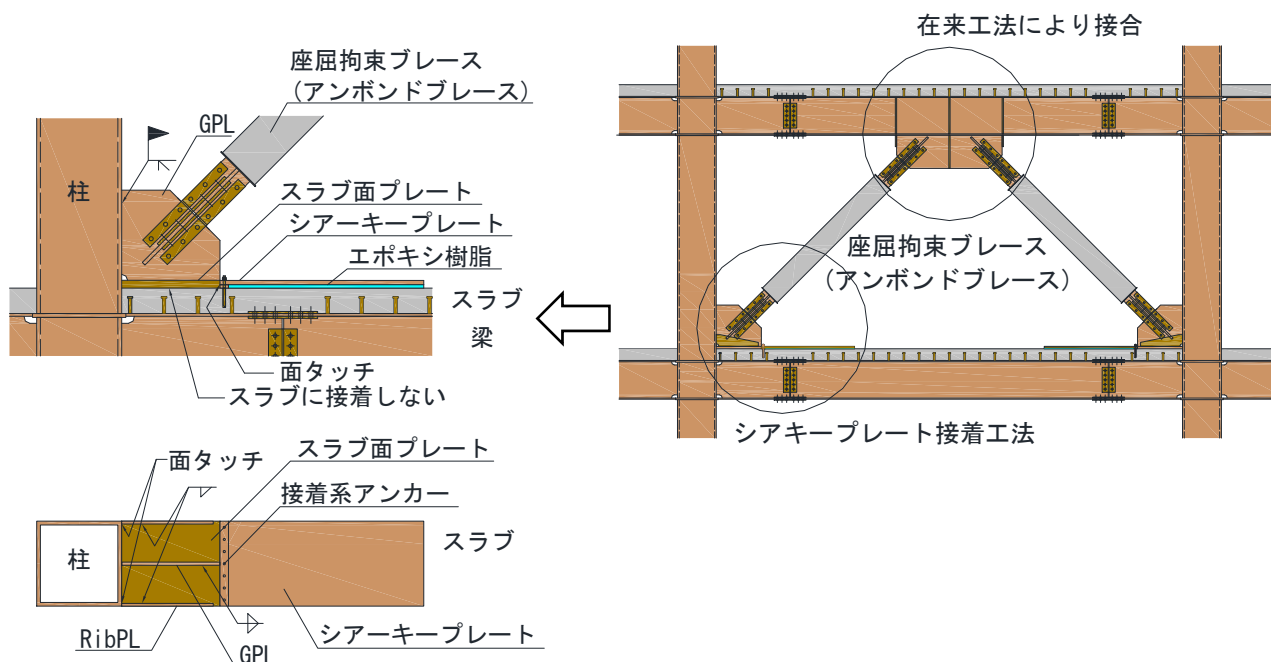 座屈拘束ブレース
(アンボンドブレース)
GPL
柱
スラブ面プレート
シアーキープレート
エポキシ樹脂
スラブ
梁
面タッチ
スラブに接着しない
在来工法により接合
座屈拘束ブレース
(アンボンドブレース)
シアキープレート接着工法
面タッチ
スラブ面プレート
接着系アンカー
柱
スラブ
RibPL
GPL
シアーキープレート